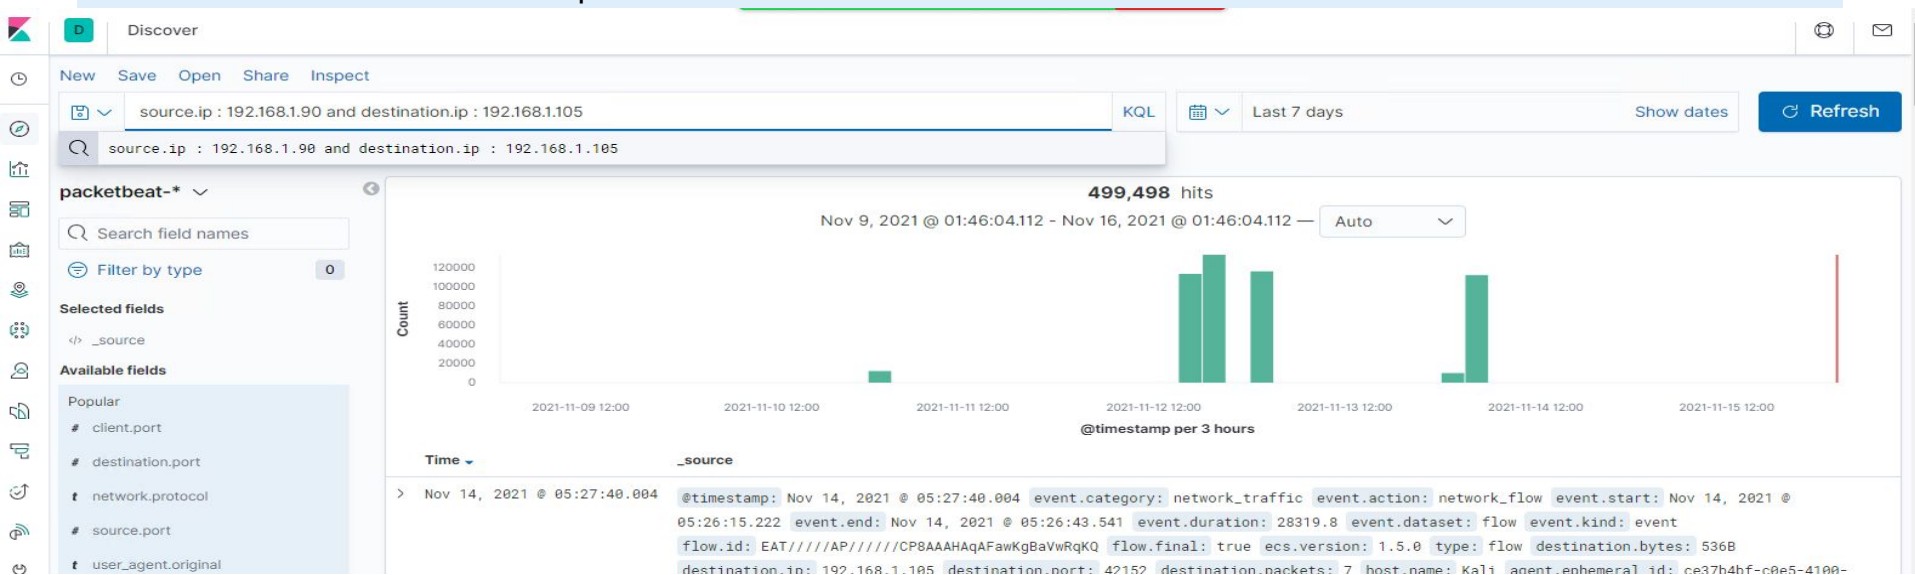 D Discover
New Save Open Share Inspect
source.ip : 192.168.1.90 and destination.ip : 192.168.1.105 KQL Last 7 days Show dates Refresh
source.ip : 192.168.1.90 and destination.ip : 192.168.1.105
packetbeat-*
499,498 hits
Nov 9, 2021 @ 01:46:04.112 - Nov 16, 2021 @ 01:46:04.112 — Auto
Search field names
Filter by type 0
Selected fields
</> _source
Available fields
Popular
# client.port
# destination.port
t network.protocol
# source.port
t user_agent.original
Count
120000
100000
80000
60000
40000
20000
0
2021-11-09 12:00 2021-11-10 12:00 2021-11-11 12:00 2021-11-12 12:00 2021-11-13 12:00 2021-11-14 12:00 2021-11-15 12:00
@timestamp per 3 hours
Time _source
Nov 14, 2021 @ 05:27:40.004 @timestamp: Nov 14, 2021 @ 05:27:40.004 event.category: network_traffic event.action: network_flow event.start: Nov 14, 2021 @
05:26:15.222 event.end: Nov 14, 2021 @ 05:26:43.541 event.duration: 28319.8 event.dataset: flow event.kind: event
flow.id: EAT/////AP//////CP8AAAHAqAFawKgBaVwRqKQ flow.final: true ecs.version: 1.5.0 type: flow destination.bytes: 536B
destination.ip: 192.168.1.105 destination.port: 42152 destination.packets: 7 host.name: Kali agent.ephemeral_id: ce37b4bf-c0e5-4100-